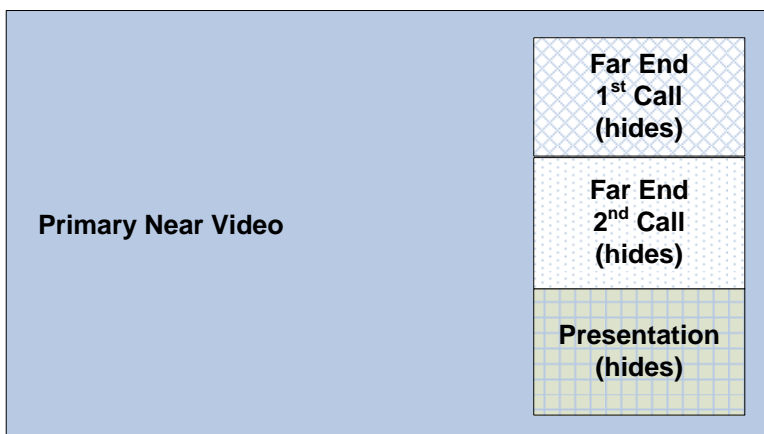 Far End
1st Call
(hides)
Far End
2nd Call
(hides)
Primary Near Video
Presentation
(hides)